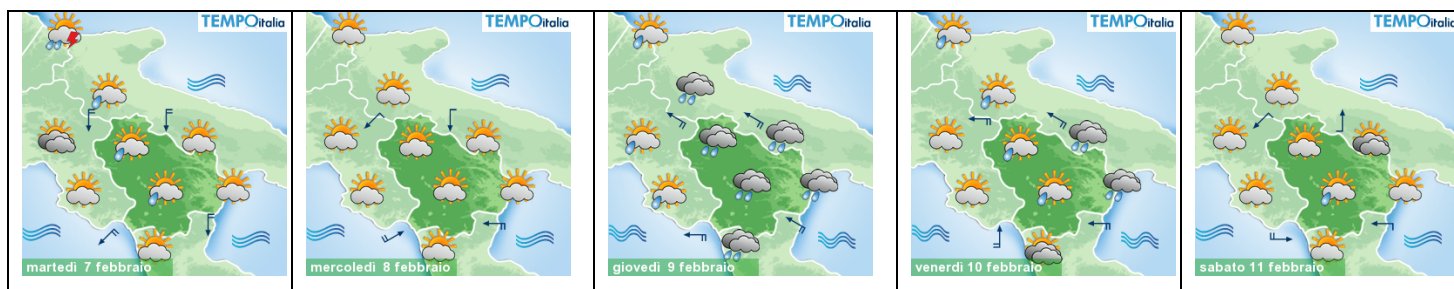 TEMPOitalia
martedì 7 febbraio
TEMPOitalia
mercoledì 8 febbraio
TEMPOitalia
giovedì 9 febbraio
TEMPOitalia
venerdì 10 febbraio
TEMPOitalia
sabato 11 febbraio